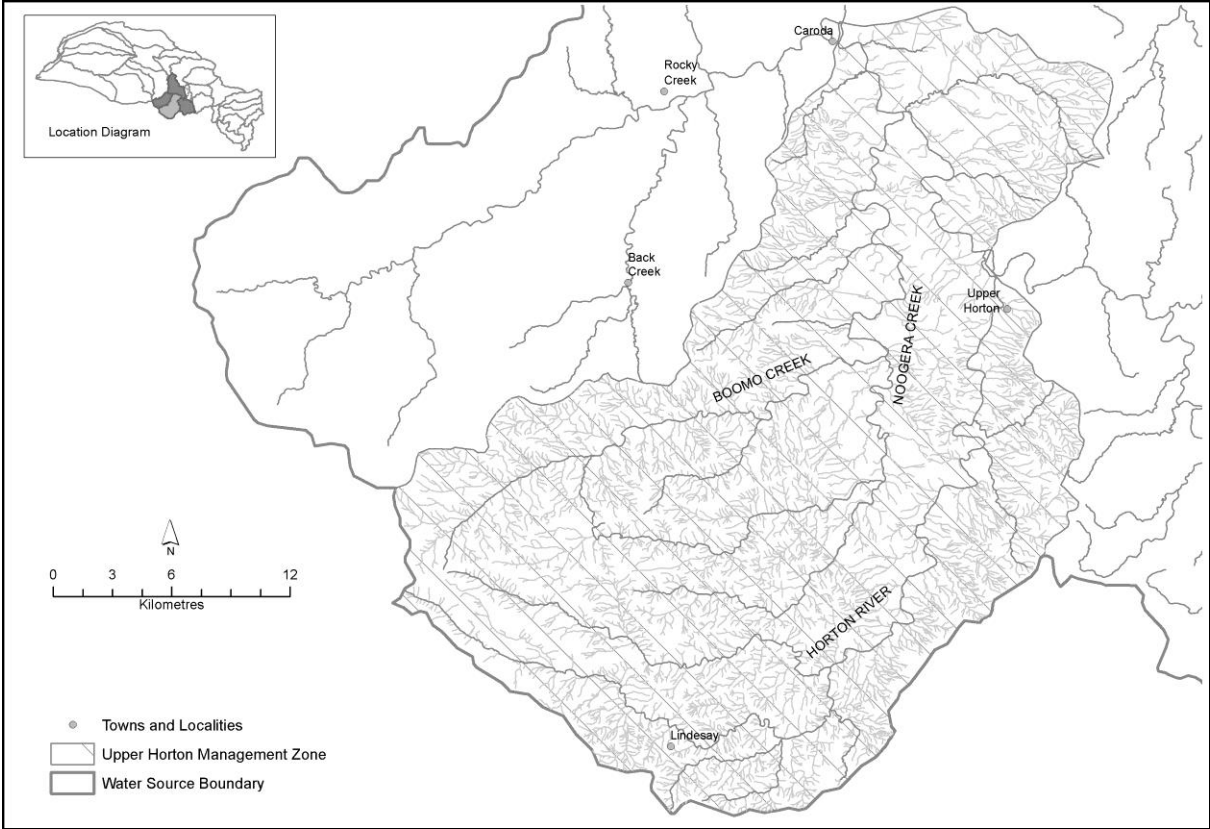 Location Diagram
Caroda
Rocky
Creek
Back
Creek
Upper
Horton
NOOGERA CREEK
BOOMO CREEK
HORTON RIVER
Lindesay
N
0 3 6 12
Kilometres
Towns and Localities
Upper Horton Management Zone
Water Source Boundary